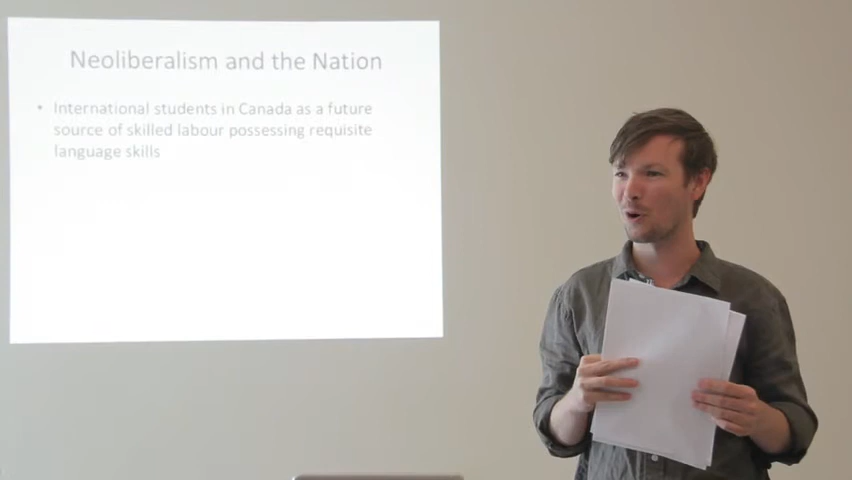 Neoliberalism and the Nation
• International students in Canada as a future
source of skilled labour possessing requisite
language skills